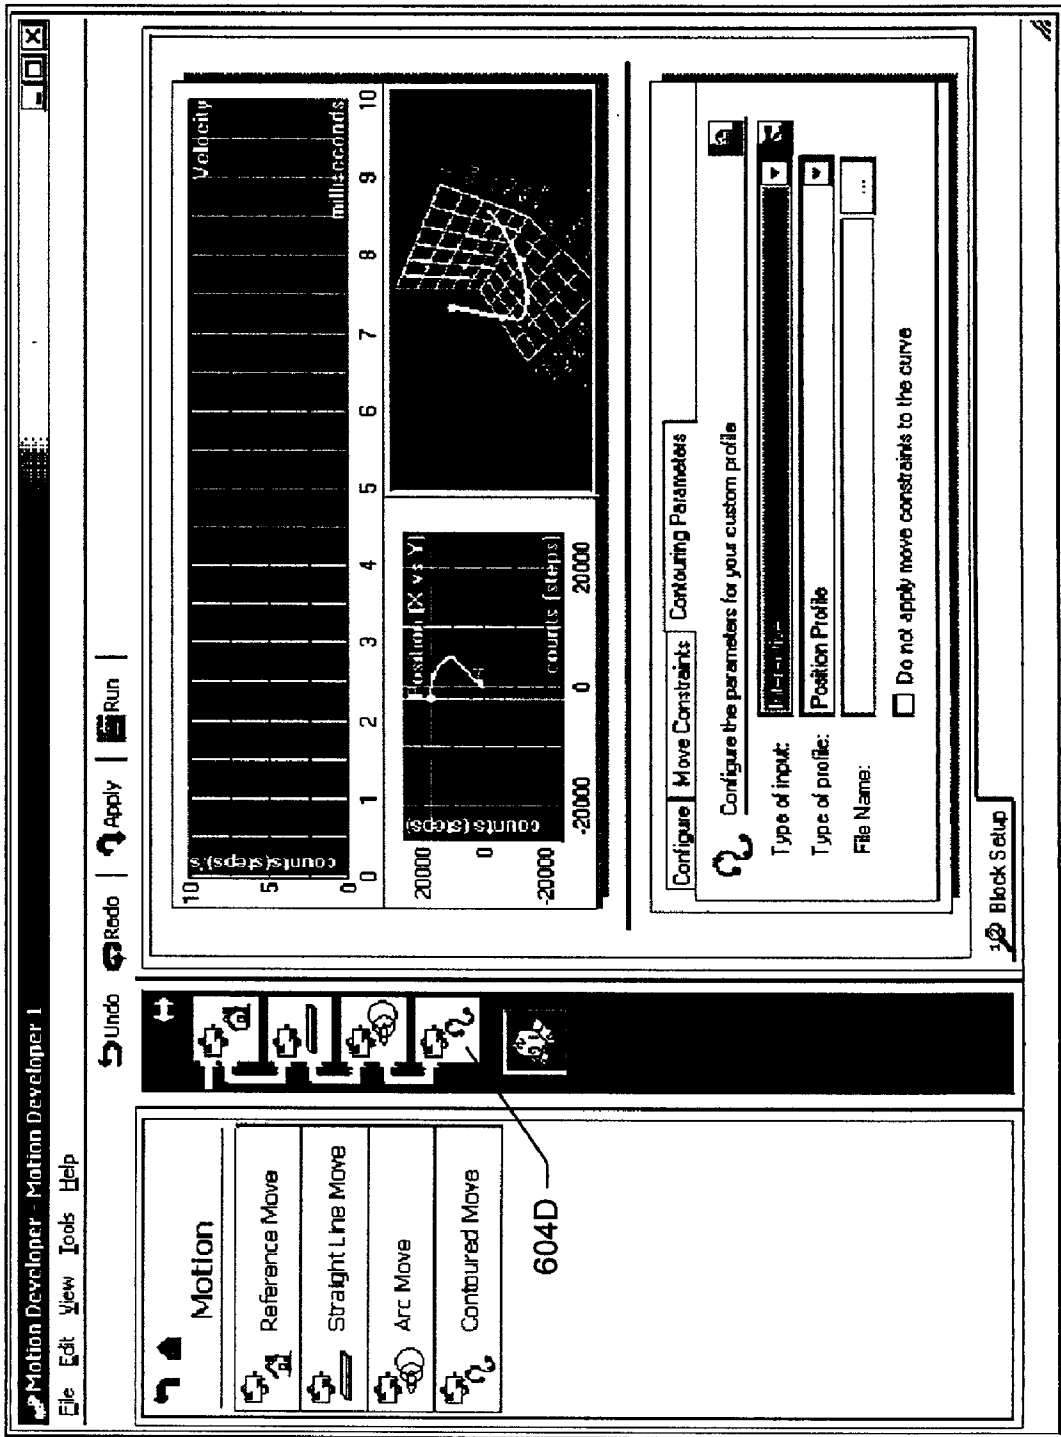 Motion Developer - Motion Developer 1
File Edit View Tools Help
Undo Redo Apply Run
Motion
Reference Move
Straight Line Move
Arc Move
Contoured Move
604D
10
5
0
counts(steps)/s
Velocity
milliseconds
0 1 2 3 4 5 6 7 8 9 10
20000
0
-20000
counts(steps)
Position [X vs Y]
counts (steps)
-20000 0 20000
Configure Move Constraints Contouring Parameters
Configure the parameters for your custom profile
Type of input:
Type of profile: Position Profile
File Name: ...
Do not apply move constraints to the curve
Block Setup